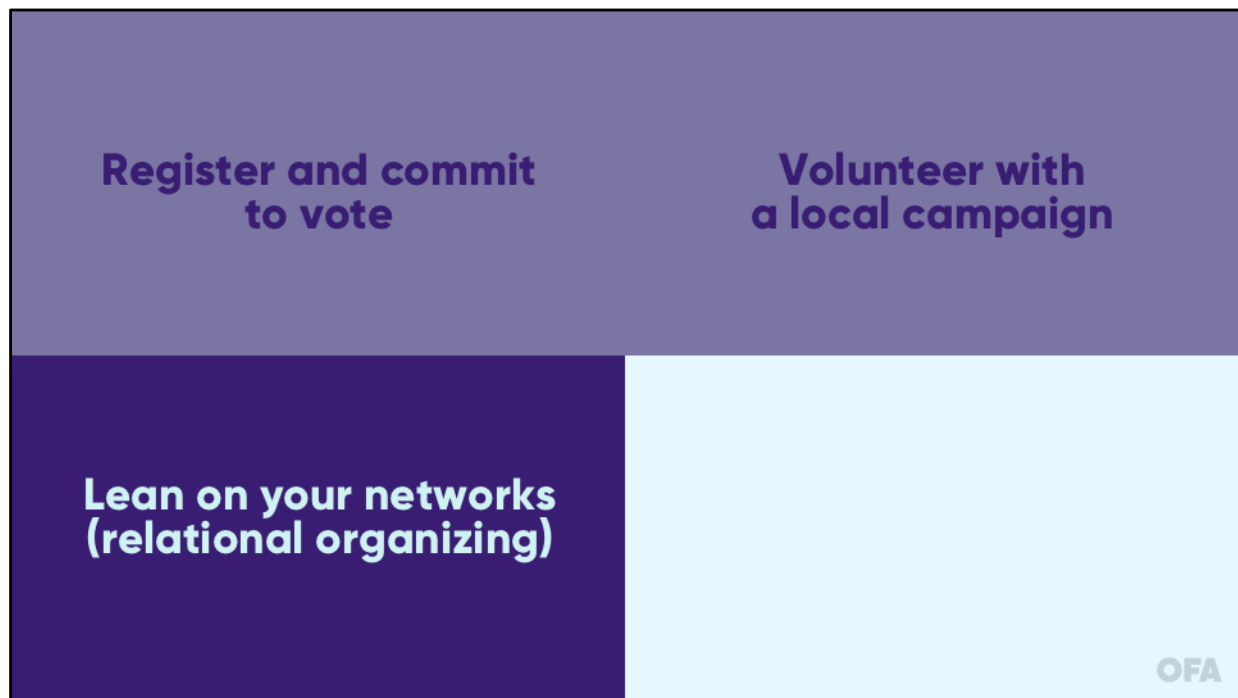 Register and commit
to vote
Volunteer with
a local campaign
Lean on your networks
(relational organizing)
OFA